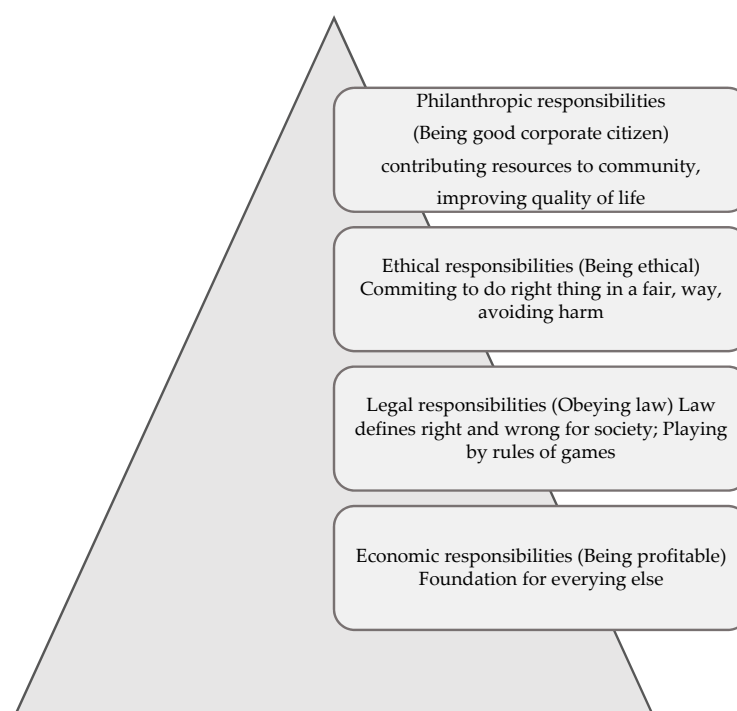 Philanthropic responsibilities
(Being good corporate citizen)
contributing resources to community,
improving quality of life
Ethical responsibilities (Being ethical)
Commiting to do right thing in a fair, way,
avoiding harm
Legal responsibilities (Obeying law) Law
defines right and wrong for society; Playing
by rules of games
Economic responsibilities (Being profitable)
Foundation for everying else